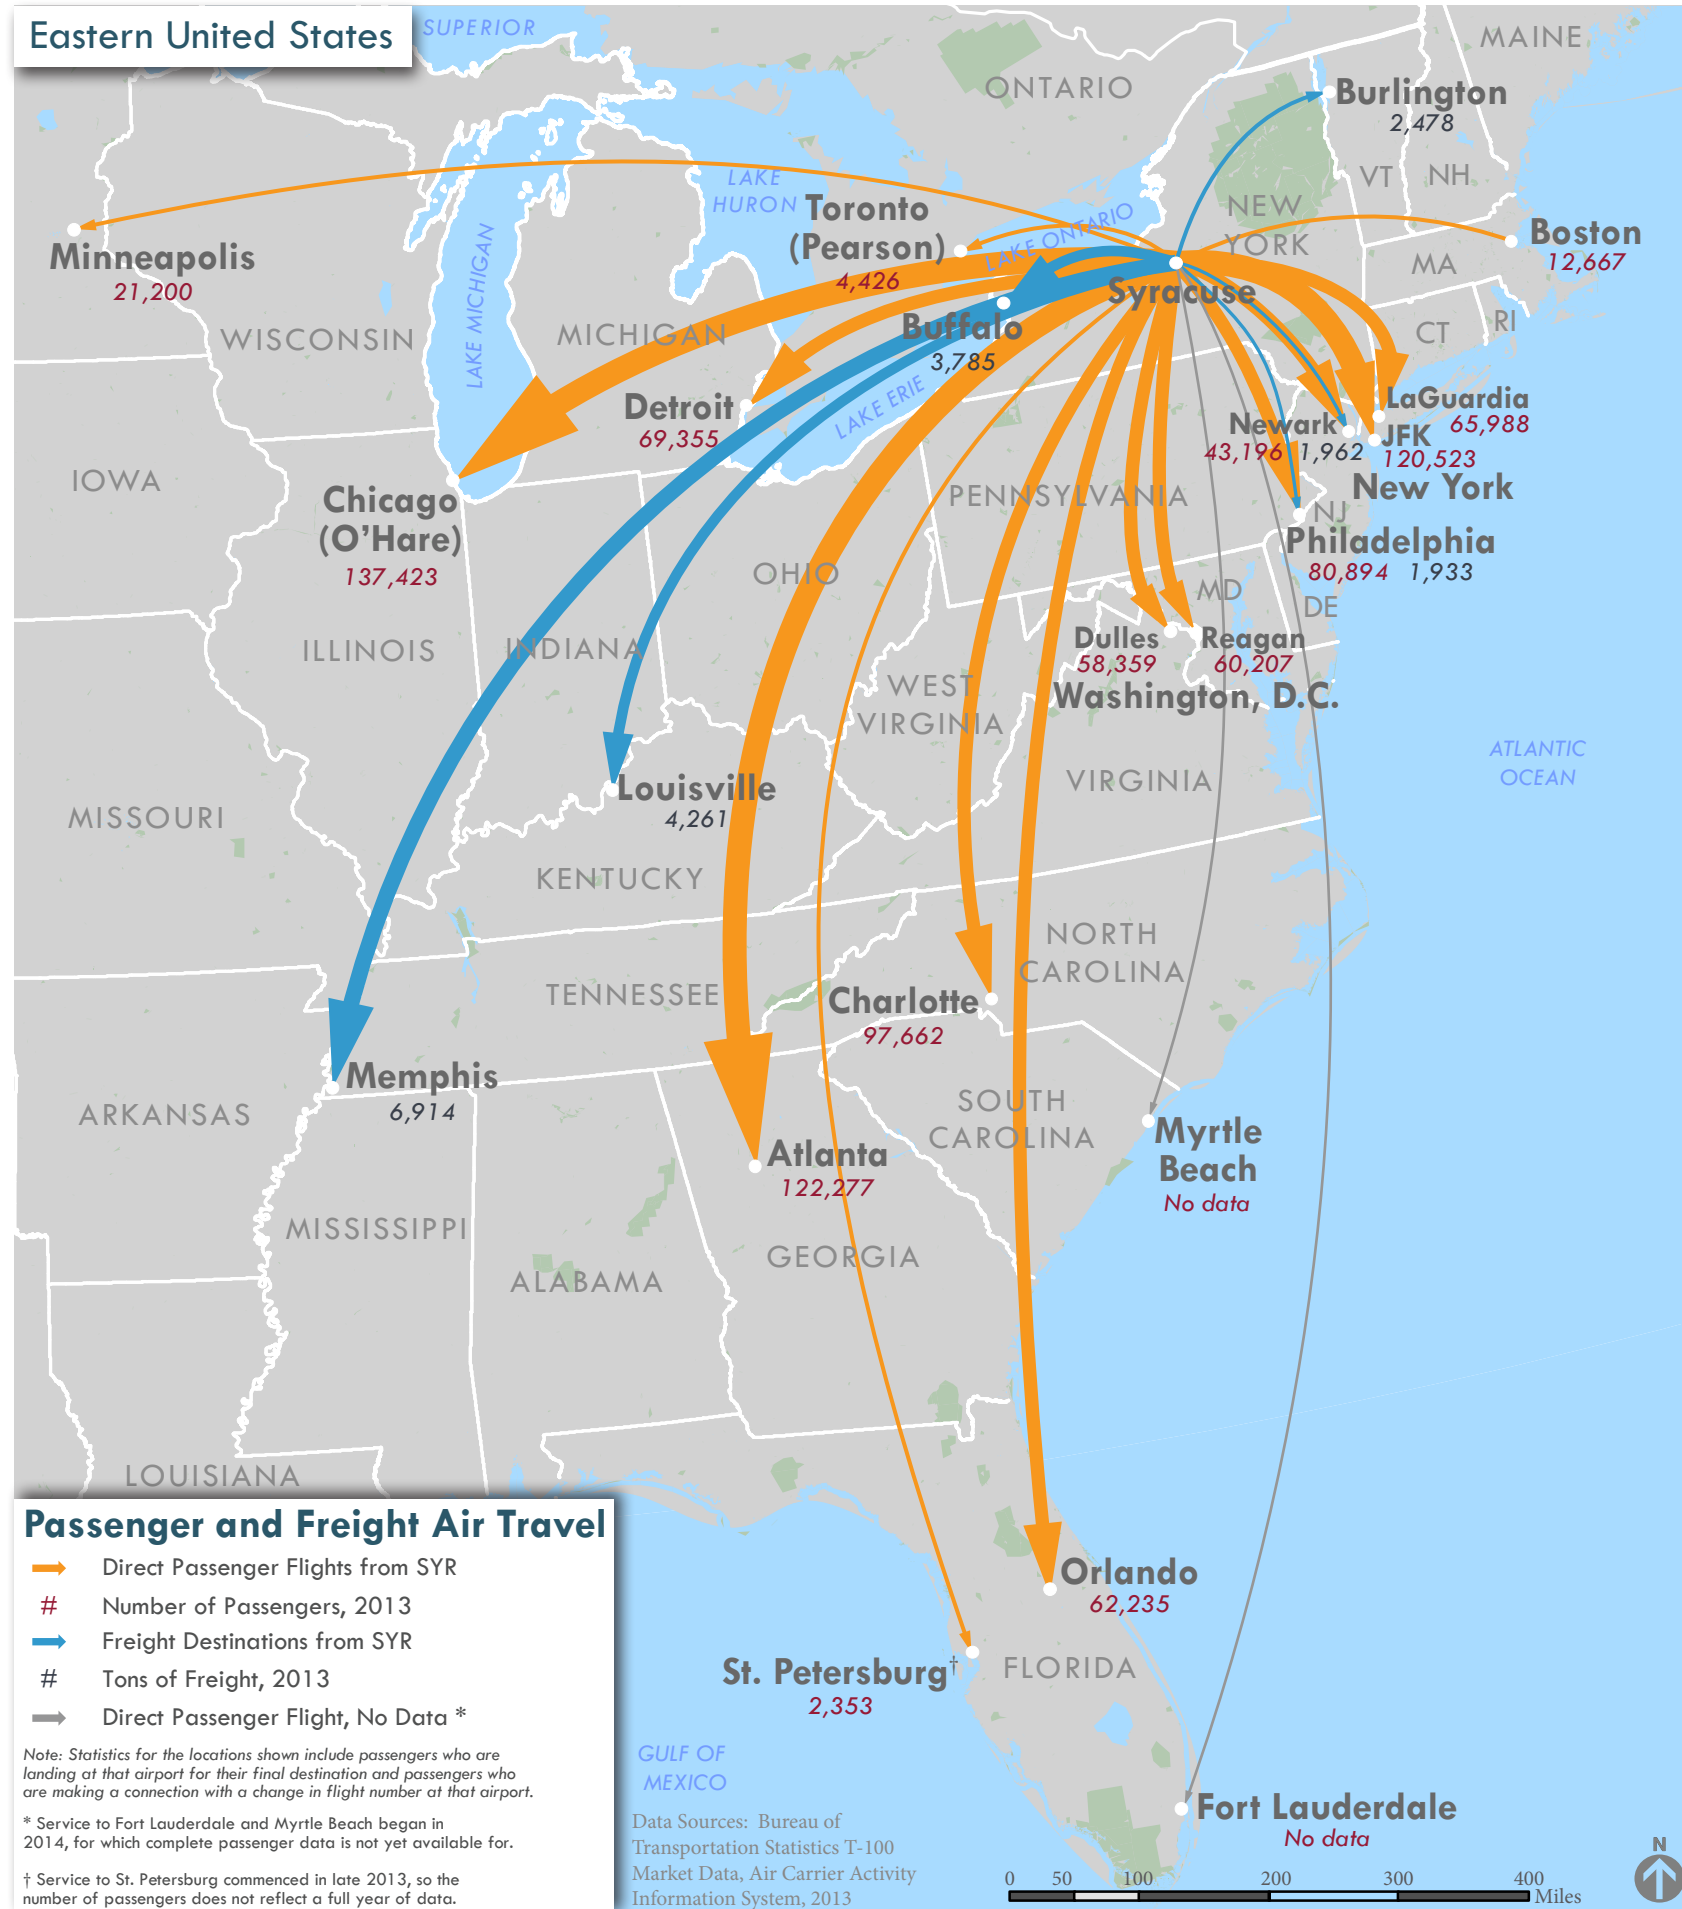 Eastern United States
SUPERIOR
MAINE
ONTARIO
Burlington
2,478
VT
NH
LAKE
HURON
NEW
YORK
Toronto
(Pearson)
4,426
LAKE ONTARIO
Boston
12,667
Minneapolis
21,200
MA
Syracuse
LAKE MICHIGAN
WISCONSIN
MICHIGAN
Buffalo
3,785
CT
RI
Detroit
69,355
LAKE ERIE
LaGuardia
65,988
Newark
43,196 1,962
JFK
120,523
New York
IOWA
Chicago
(O'Hare)
137,423
PENNSYLVANIA
NJ
Philadelphia
80,894 1,933
OHIO
MD
DE
ILLINOIS
INDIANA
Dulles
58,359
Reagan
60,207
Washington, D.C.
WEST
VIRGINIA
ATLANTIC
OCEAN
VIRGINIA
Louisville
4,261
MISSOURI
KENTUCKY
NORTH
CAROLINA
TENNESSEE
Charlotte
97,662
Memphis
6,914
ARKANSAS
SOUTH
CAROLINA
Myrtle
Beach
No data
Atlanta
122,277
MISSISSIPPI
ALABAMA
GEORGIA
LOUISIANA
Orlando
62,235
St. Petersburg†
2,353
FLORIDA
GULF OF
MEXICO
Fort Lauderdale
No data
Passenger and Freight Air Travel
Direct Passenger Flights from SYR
# Number of Passengers, 2013
Freight Destinations from SYR
# Tons of Freight, 2013
Direct Passenger Flight, No Data *
Note: Statistics for the locations shown include passengers who are
landing at that airport for their final destination and passengers who
are making a connection with a change in flight number at that airport.
* Service to Fort Lauderdale and Myrtle Beach began in
2014, for which complete passenger data is not yet available for.
† Service to St. Petersburg commenced in late 2013, so the
number of passengers does not reflect a full year of data.
Data Sources: Bureau of
Transportation Statistics T-100
Market Data, Air Carrier Activity
Information System, 2013
0 50 100 200 300 400
Miles
N